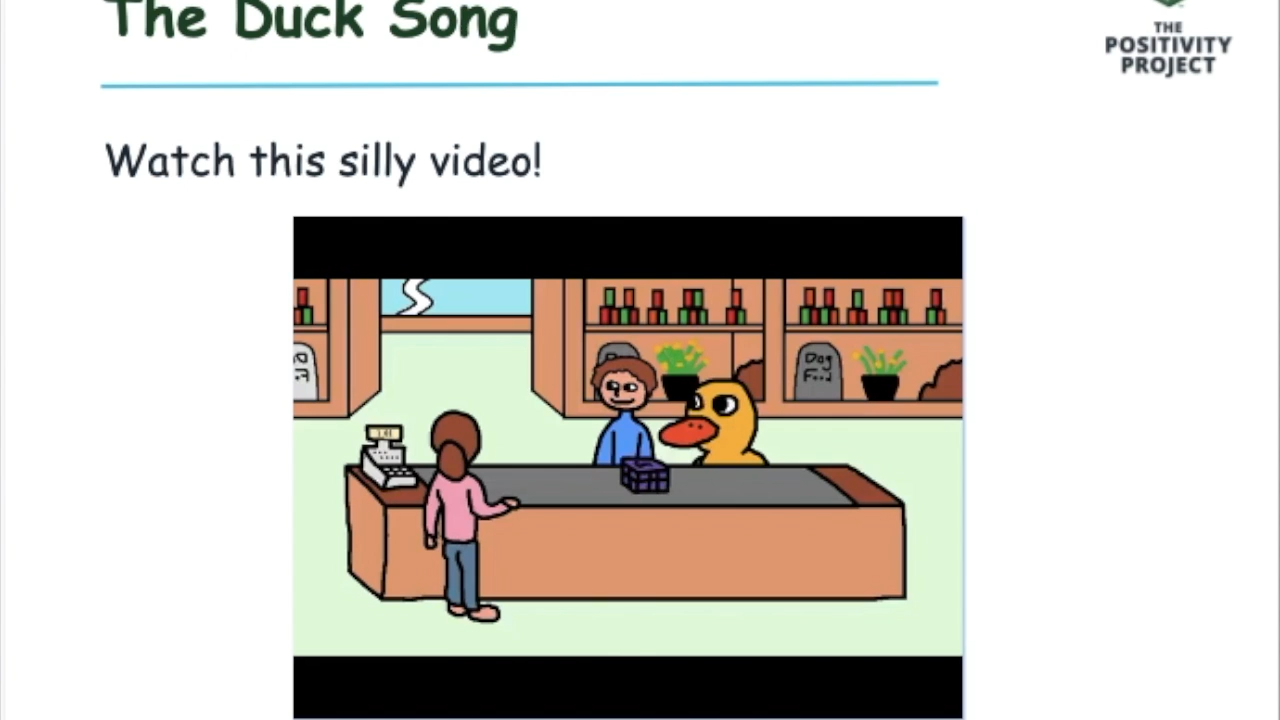 The Duck Song
THE
POSITIVITY
PROJECT
Watch this silly video!
Dog
Food